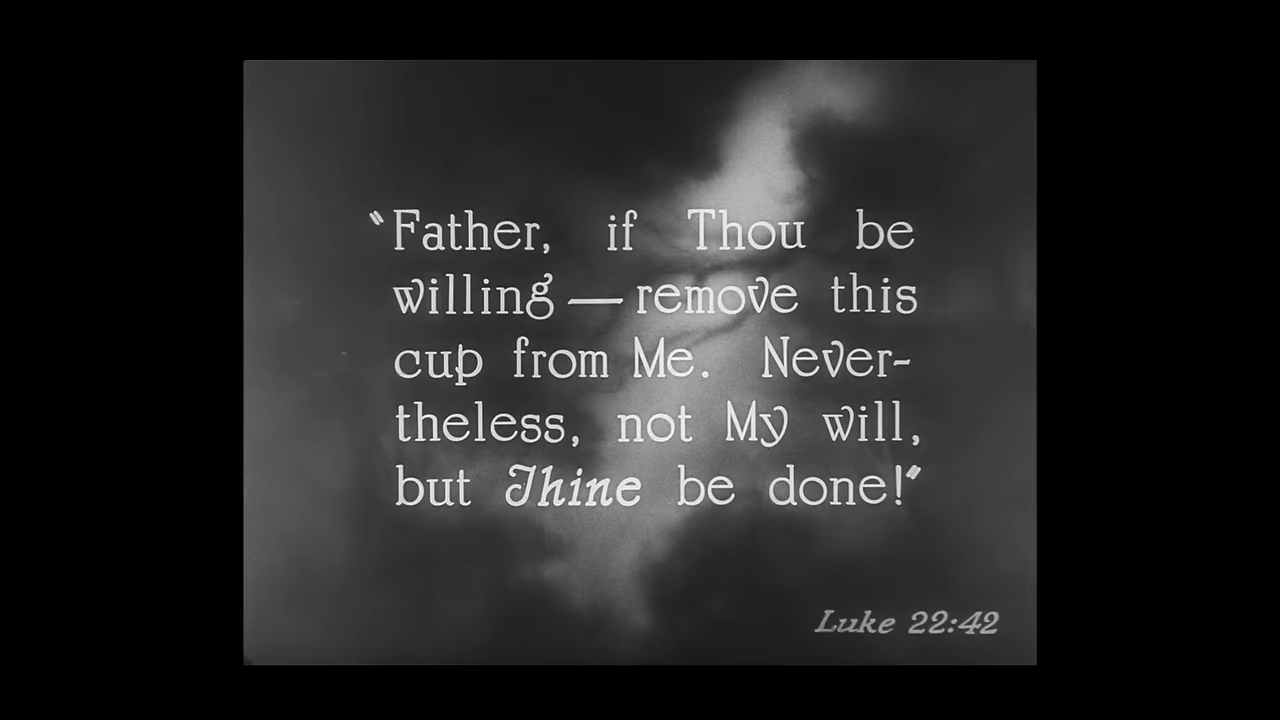 "Father, if Thou be
willing — remove this
cup from Me. Never-
theless, not My will,
but Thine be done!"
Luke 22:42